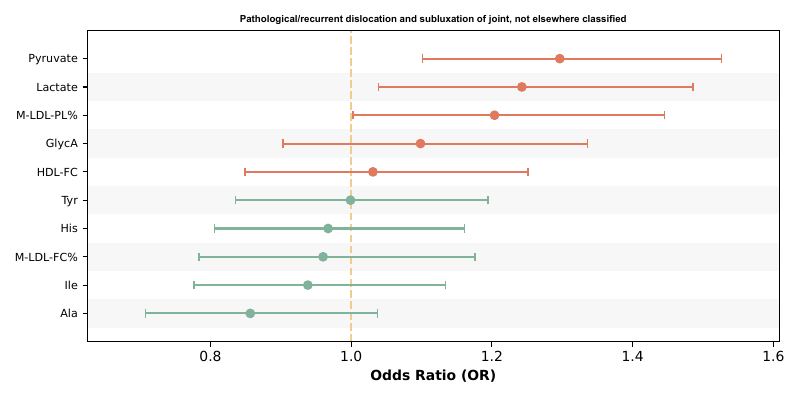 Pathological/recurrent dislocation and subluxation of joint, not elsewhere classified
Pyruvate
Lactate
M-LDL-PL%
GlycA
HDL-FC
Tyr
His
M-LDL-FC%
Ile
Ala
0.8 1.0 1.2 1.4 1.6
Odds Ratio (OR)